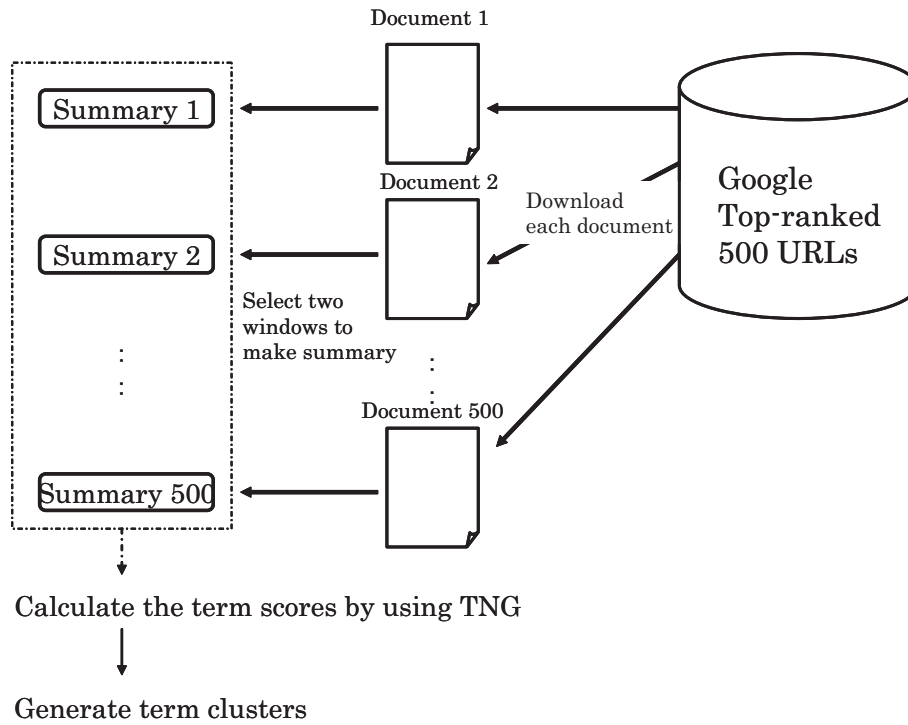 Document 1
Summary 1
Document 2
Google
Top-ranked
500 URLs
Download
each document
Summary 2
Select two
windows to
make summary
Document 500
Summary 500
Calculate the term scores by using TNG
Generate term clusters